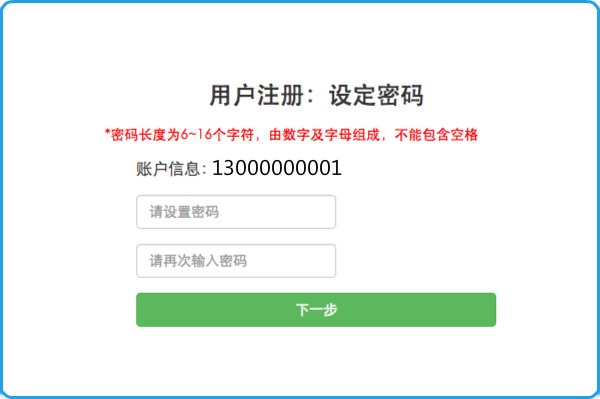 用户注册：设定密码
*密码长度为6~16个字符，由数字及字母组成，不能包含空格
账户信息：13000000001
请设置密码
请再次输入密码
下一步